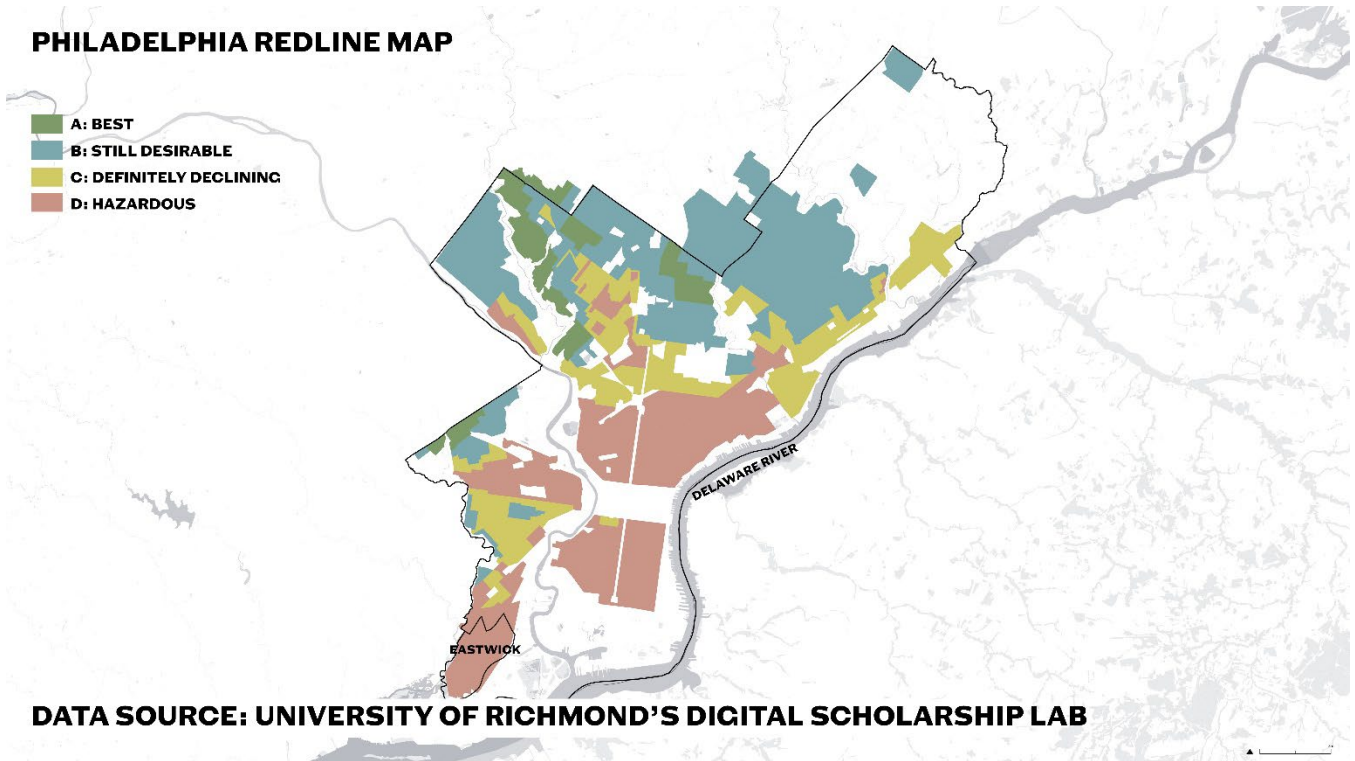 PHILADELPHIA REDLINE MAP
A: BEST
B: STILL DESIRABLE
C: DEFINITELY DECLINING
D: HAZARDOUS
DELAWARE RIVER
EASTWICK
DATA SOURCE: UNIVERSITY OF RICHMOND'S DIGITAL SCHOLARSHIP LAB